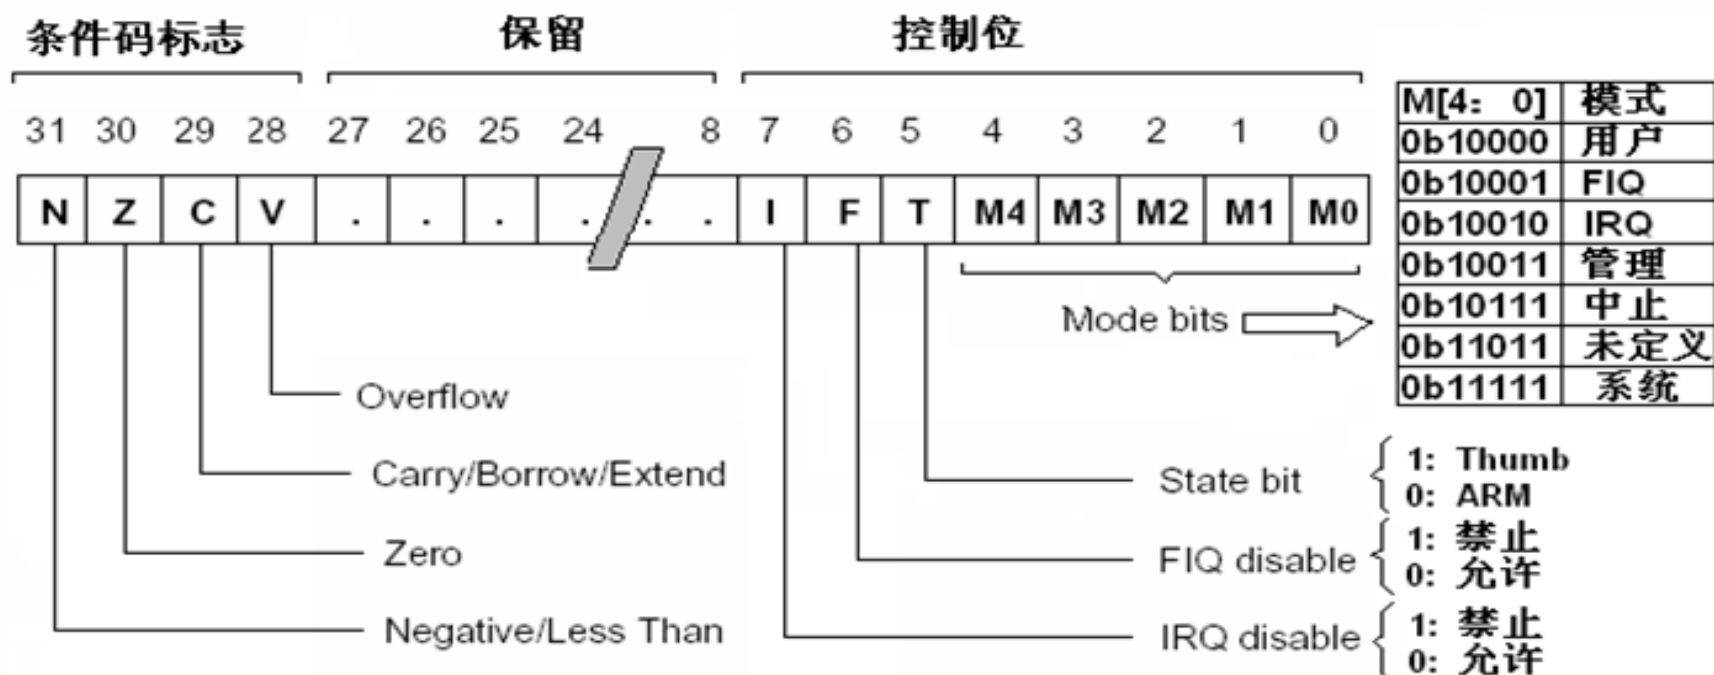 条件码标志 保留 控制位
31 30 29 28 27 26 25 24 8 7 6 5 4 3 2 1 0
N Z C V . . . . . . I F T M4 M3 M2 M1 M0
M[4: 0] 模式
0b10000 用户
0b10001 FIQ
0b10010 IRQ
0b10011 管理
0b10111 中止
0b11011 未定义
0b11111 系统
Mode bits
Overflow
Carry/Borrow/Extend
Zero
Negative/Less Than
State bit
1: Thumb
0: ARM
FIQ disable
1: 禁止
0: 允许
IRQ disable
1: 禁止
0: 允许